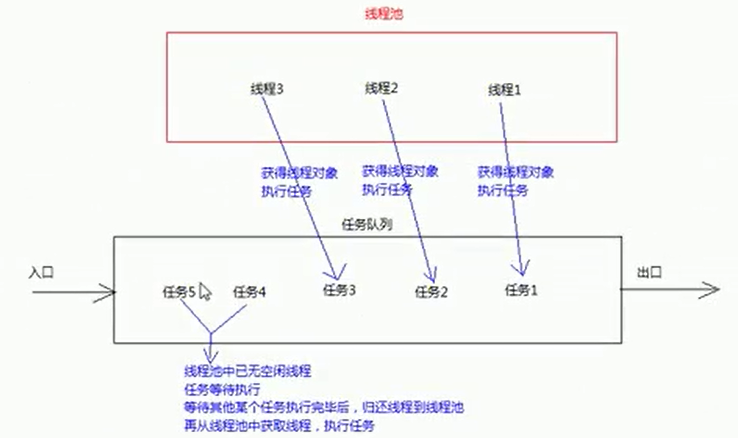 线程池
线程3
线程2
线程1
获得线程对象
执行任务
获得线程对象
执行任务
获得线程对象
执行任务
任务队列
入口
出口
任务5
任务4
任务3
任务2
任务1
线程池中已无空闲线程
任务等待执行
等待其他某个任务执行完毕后，归还线程到线程池
再从线程池中获取线程，执行任务